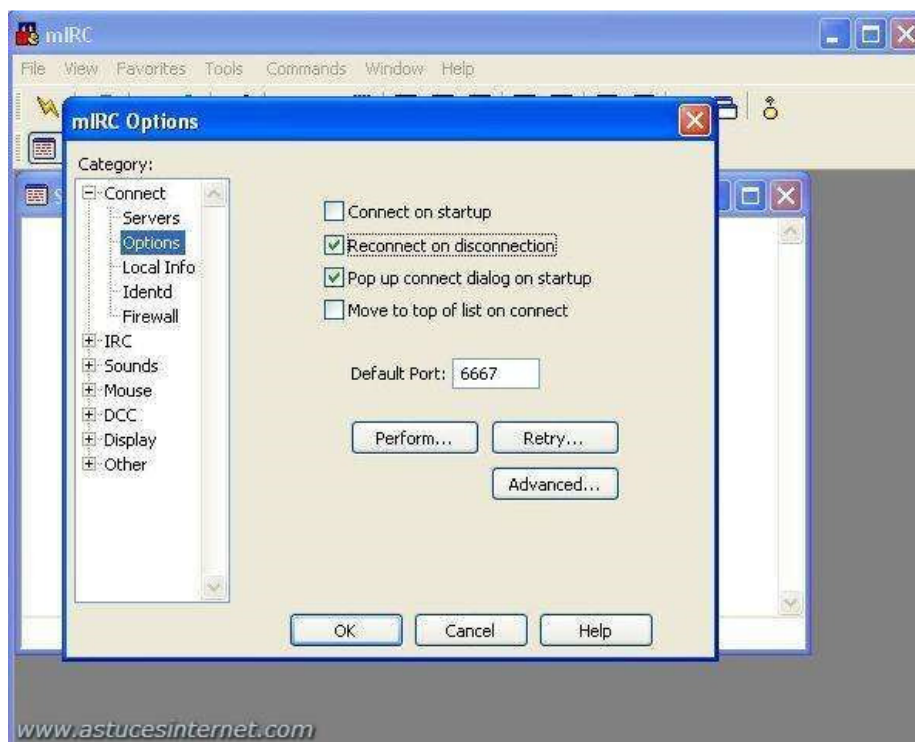 mIRC
File View Favorites Tools Commands Window Help
mIRC Options
Category:
Connect
Servers
Options
Local Info
Identd
Firewall
IRC
Sounds
Mouse
DCC
Display
Other
Connect on startup
Reconnect on disconnection
Pop up connect dialog on startup
Move to top of list on connect
Default Port: 6667
Perform... Retry...
Advanced...
OK Cancel Help
www.astucesinternet.com